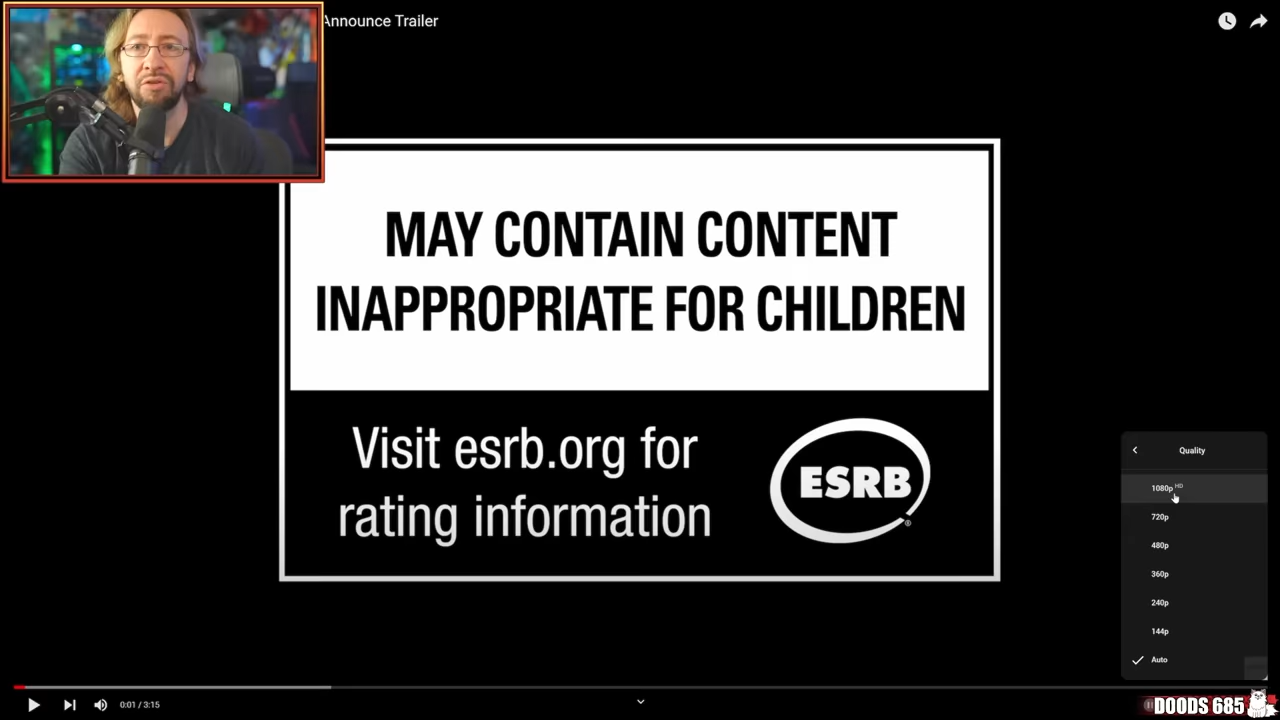 Announce Trailer
MAY CONTAIN CONTENT
INAPPROPRIATE FOR CHILDREN
Visit esrb.org for
rating information
ESRB
®
Quality
1080p HD
720p
480p
360p
240p
144p
Auto
0:01 / 3:15
DOODS 685